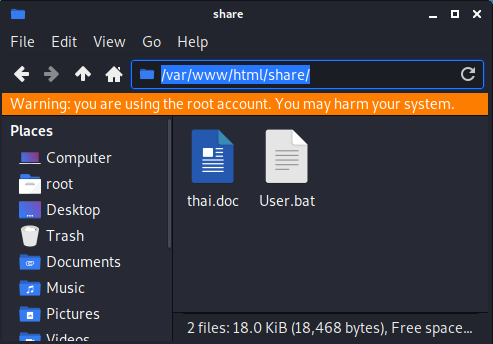 share
File Edit View Go Help
/var/www/html/share/
Warning: you are using the root account. You may harm your system.
Places
Computer
root
Desktop
Trash
Documents
Music
Pictures
Videos
thai.doc User.bat
2 files: 18.0 KiB (18,468 bytes), Free space...